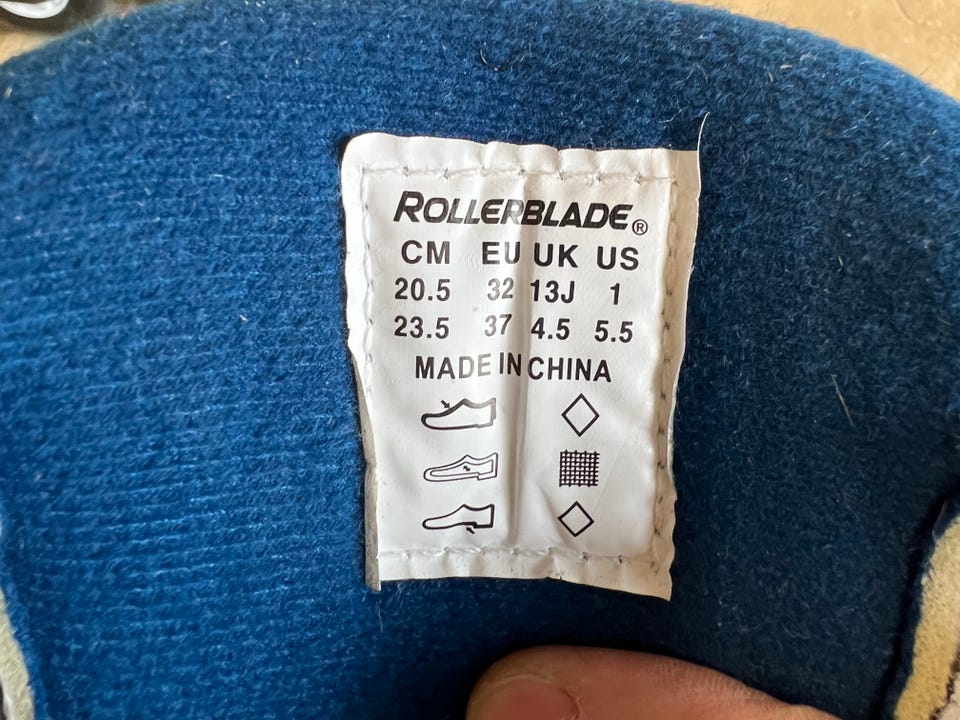 ROLLERBLADE®
CM EU UK US
20.5 32 13J 1
23.5 37 4.5 5.5
MADE IN CHINA